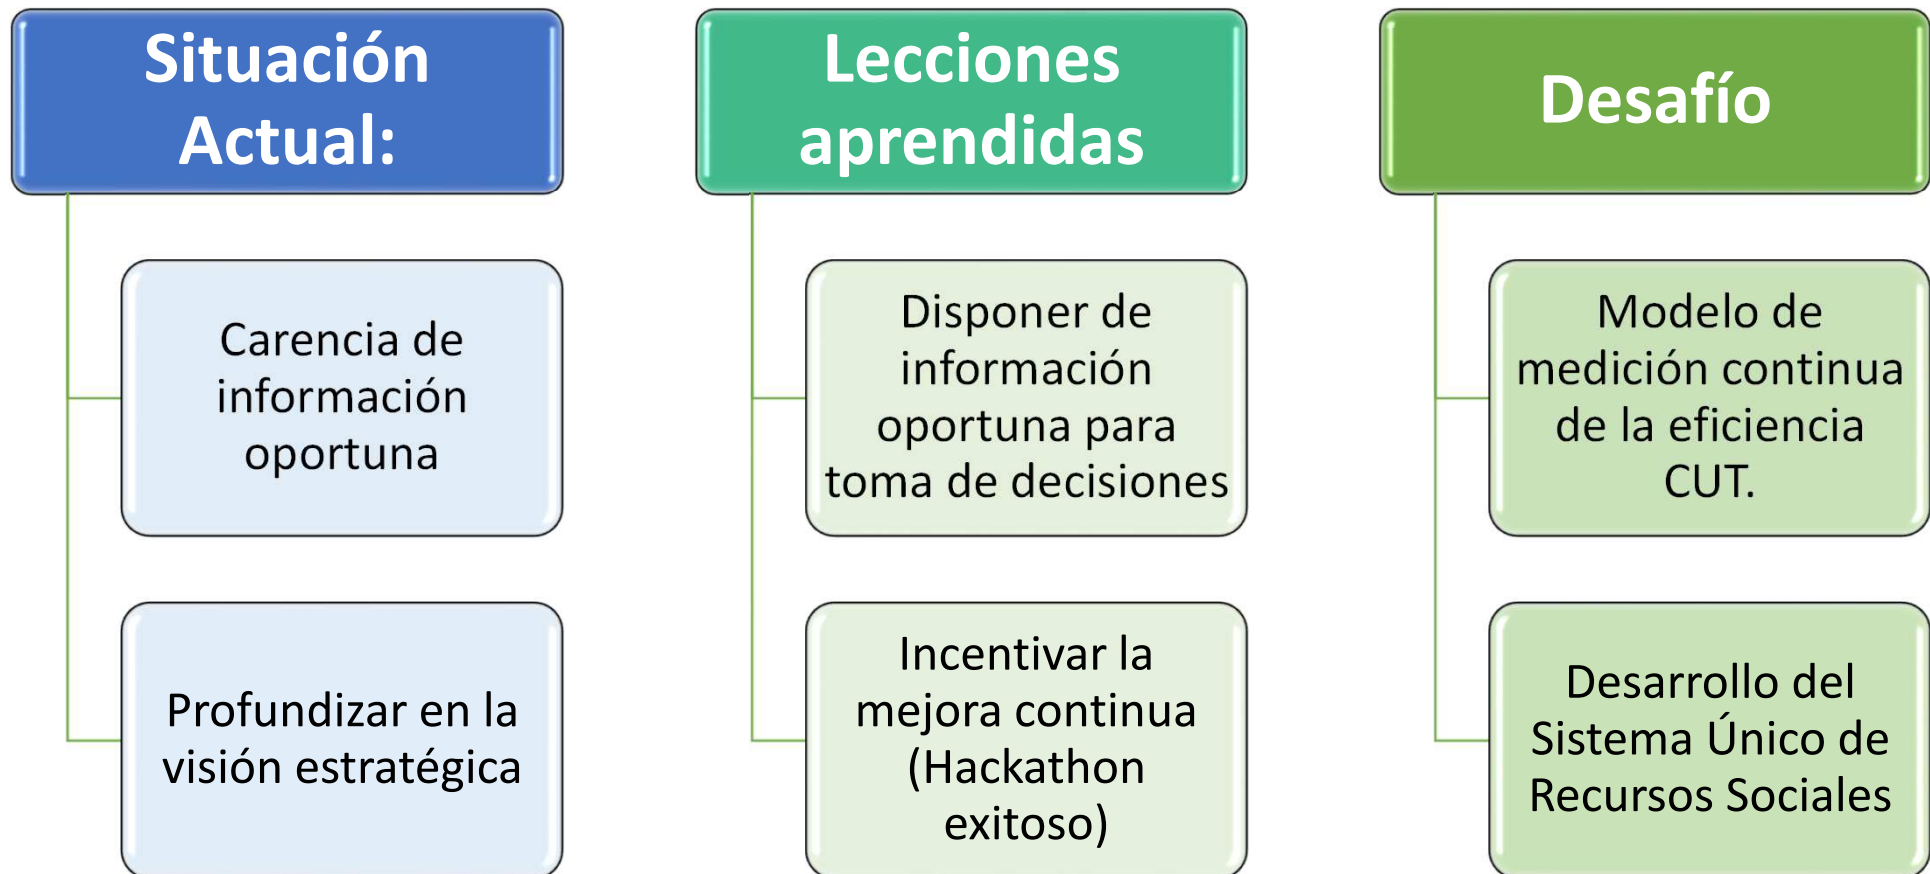 Situación
Actual:
Carencia de
información
oportuna
Profundizar en la
visión estratégica
Lecciones
aprendidas
Disponer de
información
oportuna para
toma de decisiones
Incentivar la
mejora continua
(Hackathon
exitoso)
Desafío
Modelo de
medición continua
de la eficiencia
CUT.
Desarrollo del
Sistema Único de
Recursos Sociales